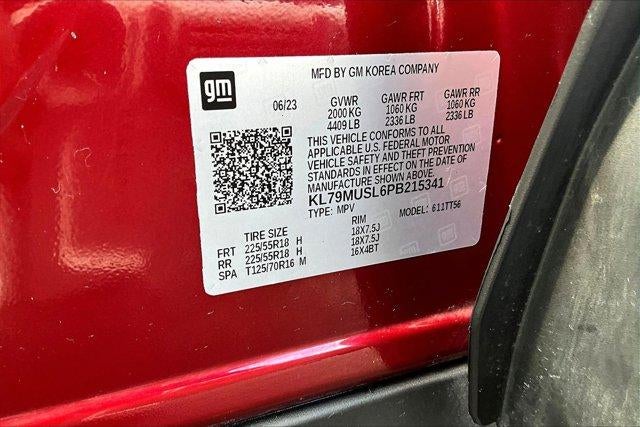 gm
MFD BY GM KOREA COMPANY
06/23 GVWR GAWR FRT GAWR RR
2000 KG 1060 KG 1060 KG
4409 LB 2336 LB 2336 LB
THIS VEHICLE CONFORMS TO ALL
APPLICABLE U.S. FEDERAL MOTOR
VEHICLE SAFETY AND THEFT PREVENTION
STANDARDS IN EFFECT ON THE DATE OF
MANUFACTURE SHOWN ABOVE.
KL79MUSL6PB215341
TYPE: MPV MODEL: 611TT56
TIRE SIZE RIM
FRT 225/55R18 H 18X7.5J
RR 225/55R18 H 18X7.5J
SPA T125/70R16 M 16X4BT